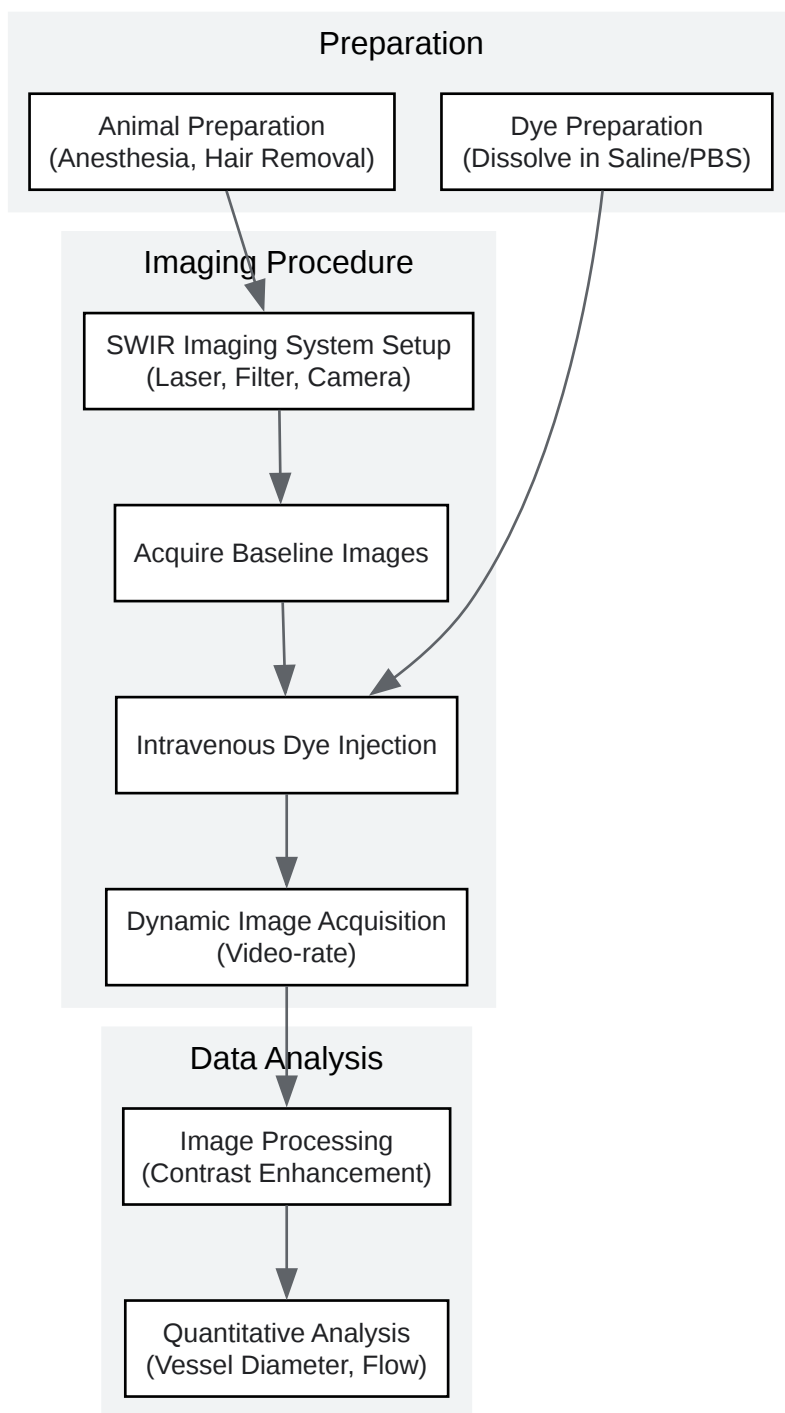 Preparation
Animal Preparation
(Anesthesia, Hair Removal)
Dye Preparation
(Dissolve in Saline/PBS)
Imaging Procedure
SWIR Imaging System Setup
(Laser, Filter, Camera)
Acquire Baseline Images
Intravenous Dye Injection
Dynamic Image Acquisition
(Video-rate)
Data Analysis
Image Processing
(Contrast Enhancement)
Quantitative Analysis
(Vessel Diameter, Flow)